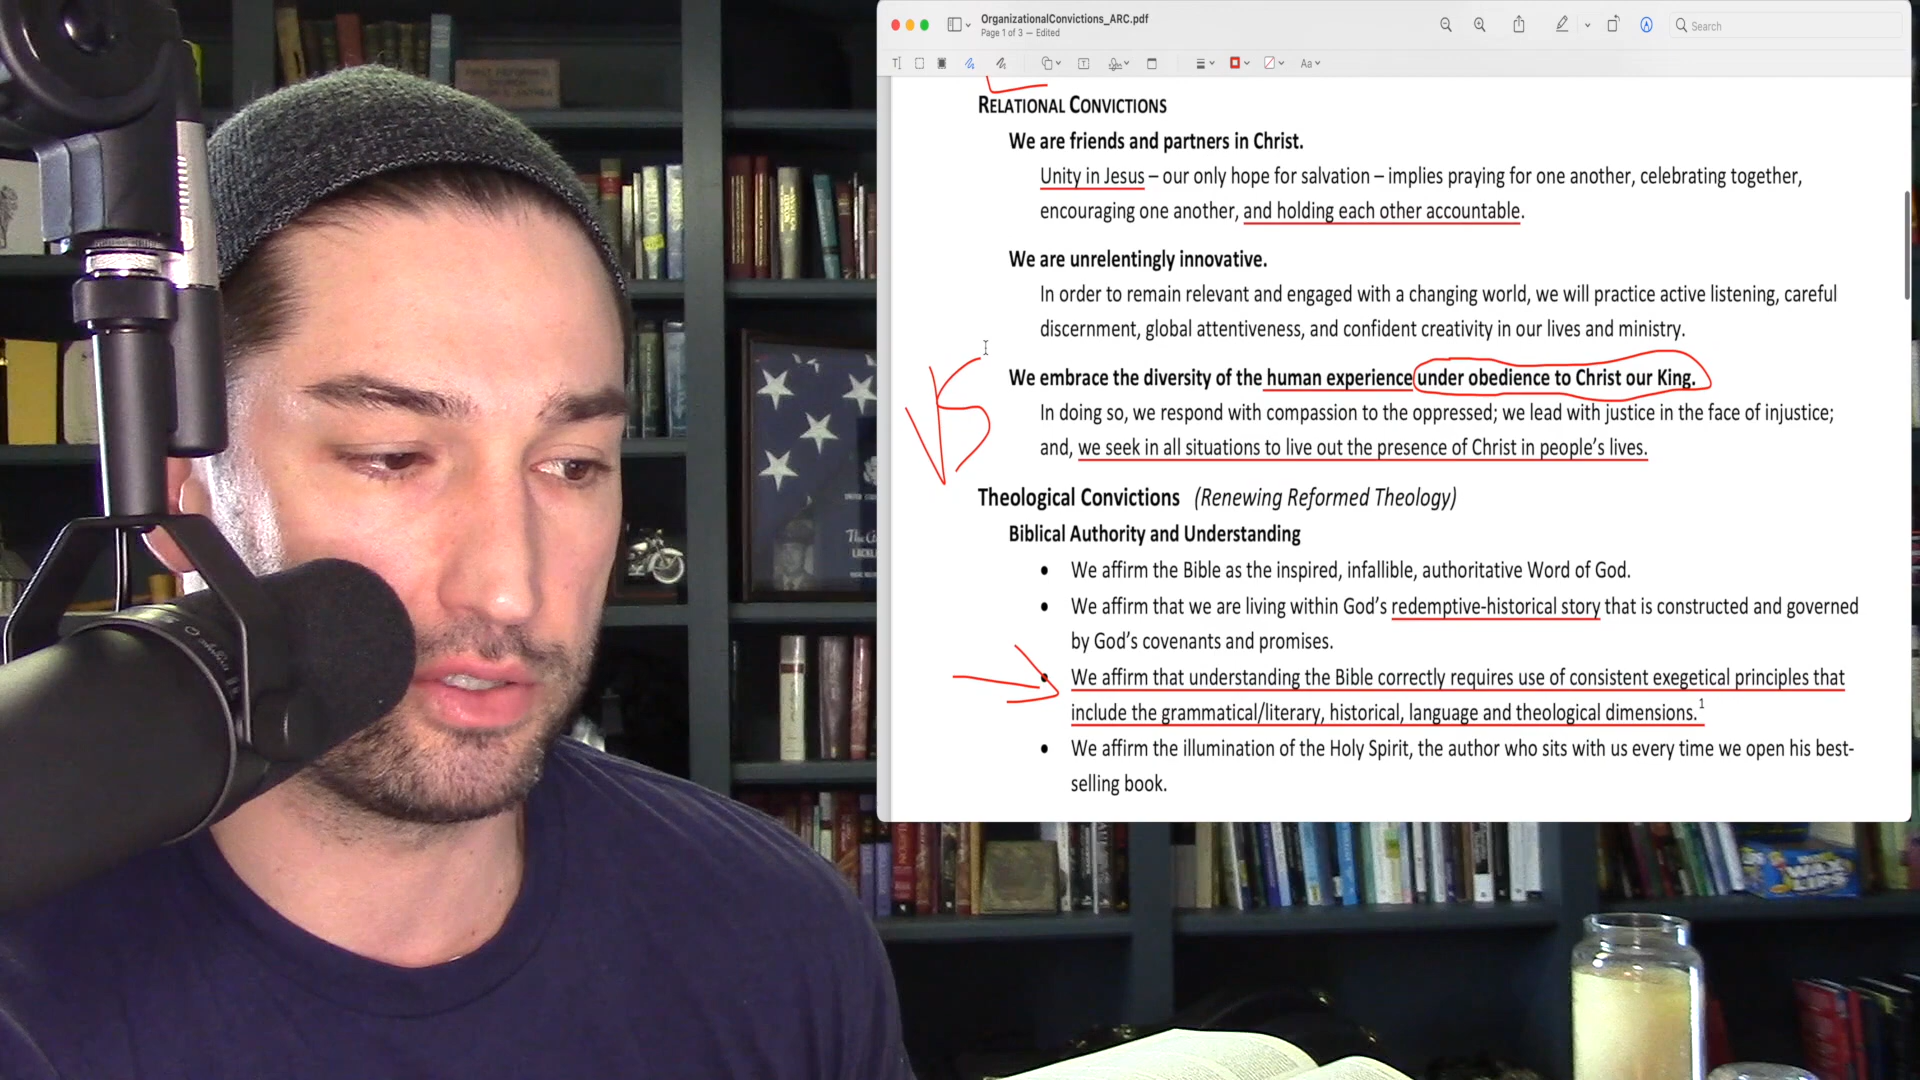 OrganizationalConvictions_ARC.pdf
Page 1 of 3 — Edited
Search
Aa
RELATIONAL CONVICTIONS
We are friends and partners in Christ.
Unity in Jesus – our only hope for salvation – implies praying for one another, celebrating together,
encouraging one another, and holding each other accountable.
We are unrelentingly innovative.
In order to remain relevant and engaged with a changing world, we will practice active listening, careful
discernment, global attentiveness, and confident creativity in our lives and ministry.
We embrace the diversity of the human experience under obedience to Christ our King.
In doing so, we respond with compassion to the oppressed; we lead with justice in the face of injustice;
and, we seek in all situations to live out the presence of Christ in people’s lives.
Theological Convictions (Renewing Reformed Theology)
Biblical Authority and Understanding
• We affirm the Bible as the inspired, infallible, authoritative Word of God.
• We affirm that we are living within God’s redemptive-historical story that is constructed and governed
by God’s covenants and promises.
• We affirm that understanding the Bible correctly requires use of consistent exegetical principles that
include the grammatical/literary, historical, language and theological dimensions.1
• We affirm the illumination of the Holy Spirit, the author who sits with us every time we open his best-
selling book.